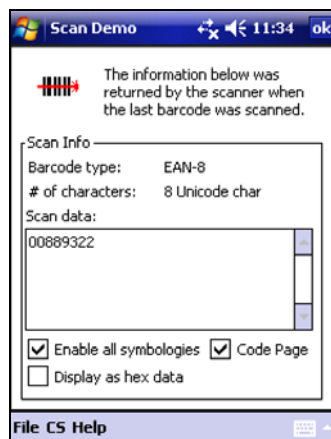 Scan Demo 11:34 ok
The information below was
returned by the scanner when
the last barcode was scanned.
Scan Info
Barcode type: EAN-8
# of characters: 8 Unicode char
Scan data:
00889322
Enable all symbologies Code Page
Display as hex data
File CS Help